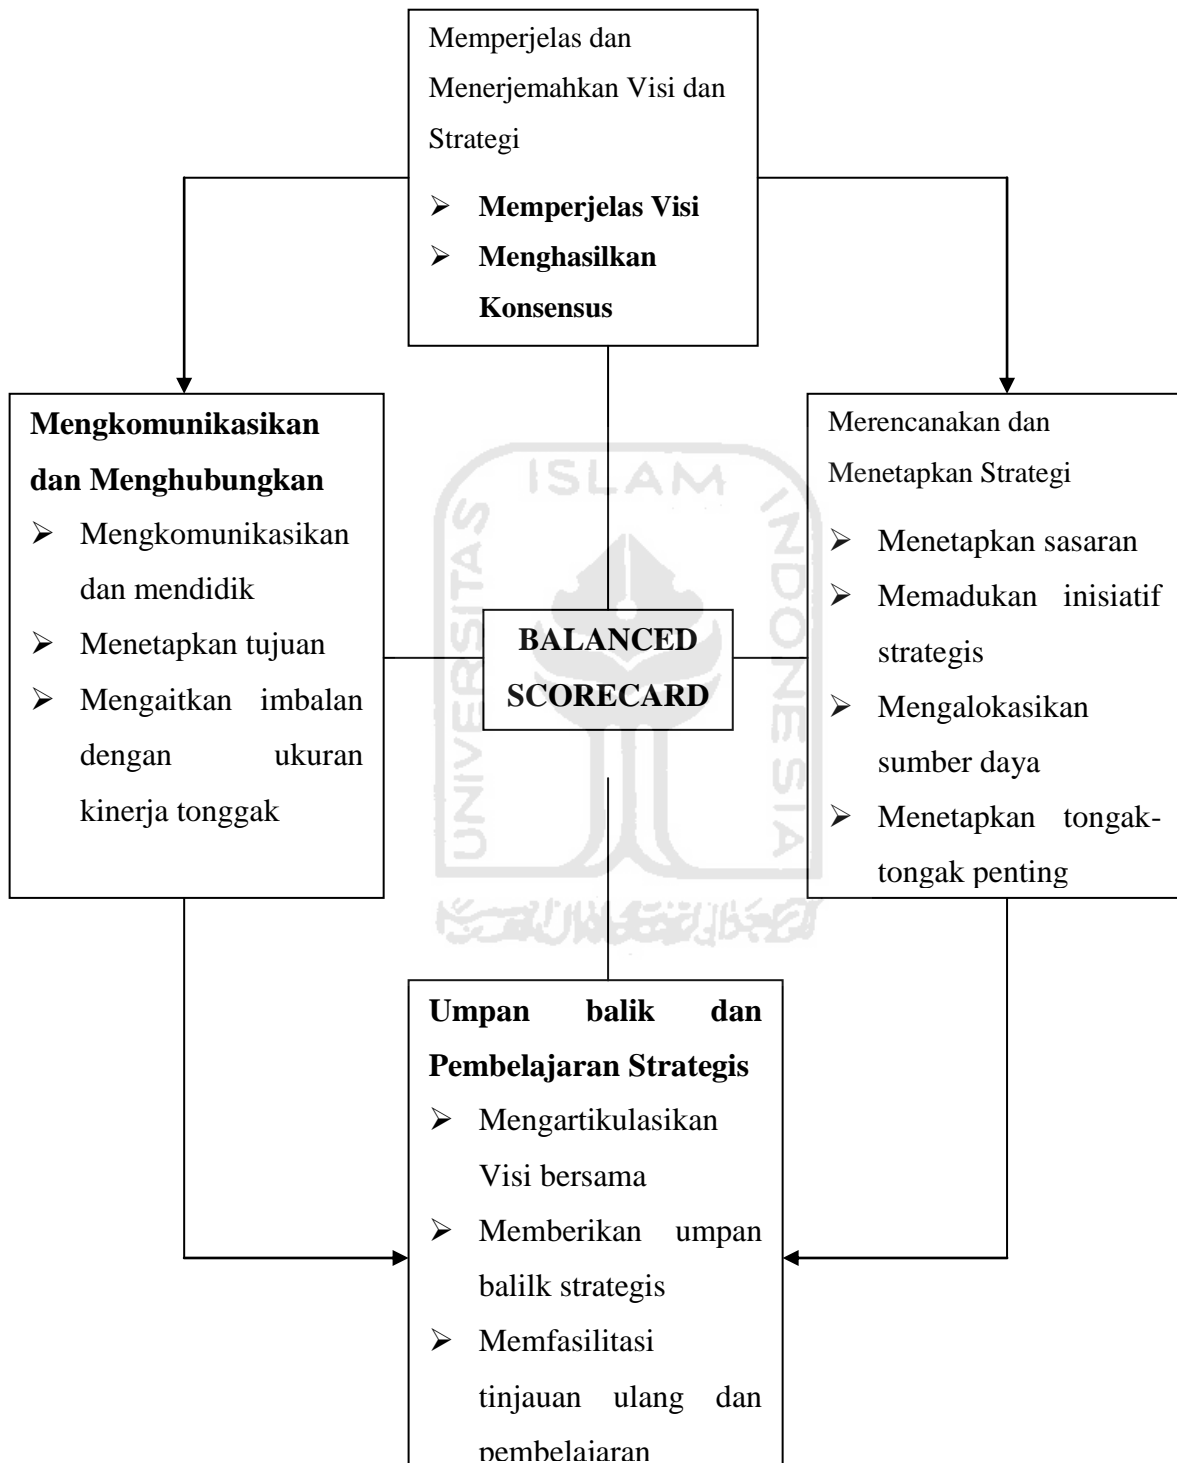 Memperjelas dan
Menerjemahkan Visi dan
Strategi
➢ Memperjelas Visi
➢ Menghasilkan
Konsensus
Mengkomunikasikan
dan Menghubungkan
➢ Mengkomunikasikan
dan mendidik
➢ Menetapkan tujuan
➢ Mengaitkan imbalan
dengan ukuran
kinerja tonggak
BALANCED
SCORECARD
Merencanakan dan
Menetapkan Strategi
➢ Menetapkan sasaran
➢ Memadukan inisiatif
strategis
➢ Mengalokasikan
sumber daya
➢ Menetapkan tongak-
tongak penting
Umpan balik dan
Pembelajaran Strategis
➢ Mengartikulasikan
Visi bersama
➢ Memberikan umpan
balilk strategis
➢ Memfasilitasi
tinjauan ulang dan
pembelajaran
UNIVERSITAS
ISLAM
INDONESIA